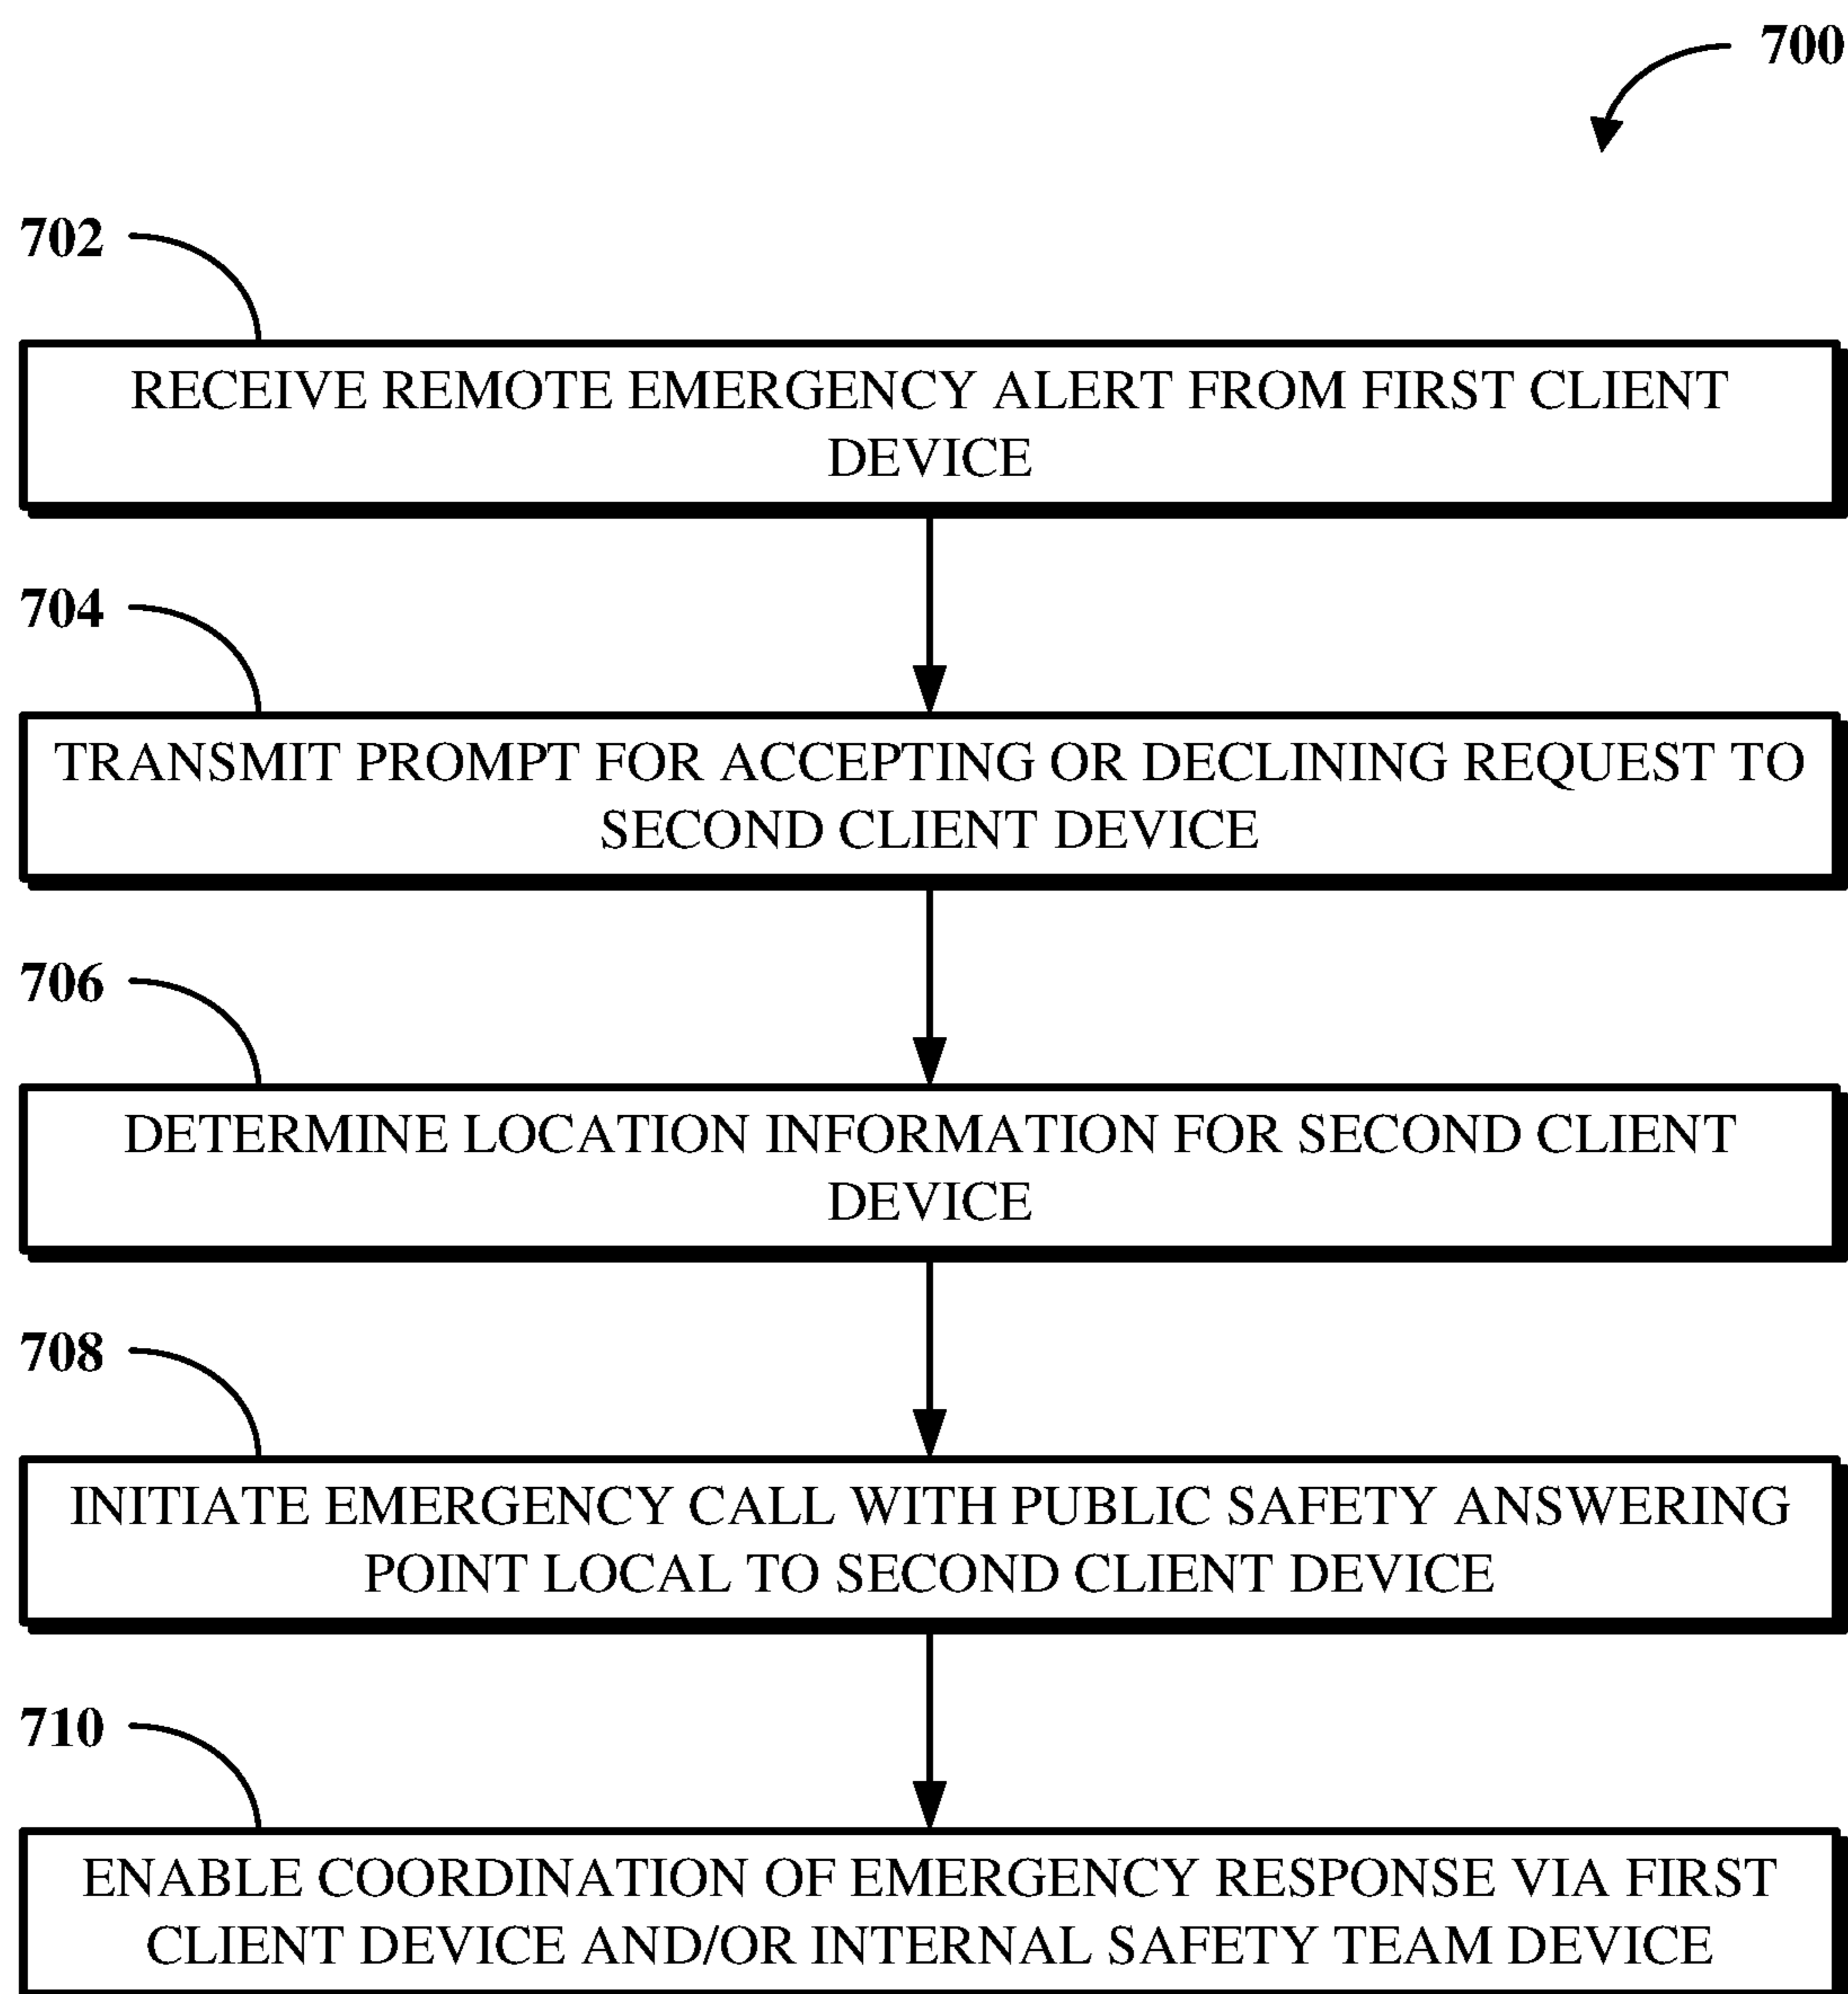 700
702
RECEIVE REMOTE EMERGENCY ALERT FROM FIRST CLIENT
DEVICE
704
TRANSMIT PROMPT FOR ACCEPTING OR DECLINING REQUEST TO
SECOND CLIENT DEVICE
706
DETERMINE LOCATION INFORMATION FOR SECOND CLIENT
DEVICE
708
INITIATE EMERGENCY CALL WITH PUBLIC SAFETY ANSWERING
POINT LOCAL TO SECOND CLIENT DEVICE
710
ENABLE COORDINATION OF EMERGENCY RESPONSE VIA FIRST
CLIENT DEVICE AND/OR INTERNAL SAFETY TEAM DEVICE